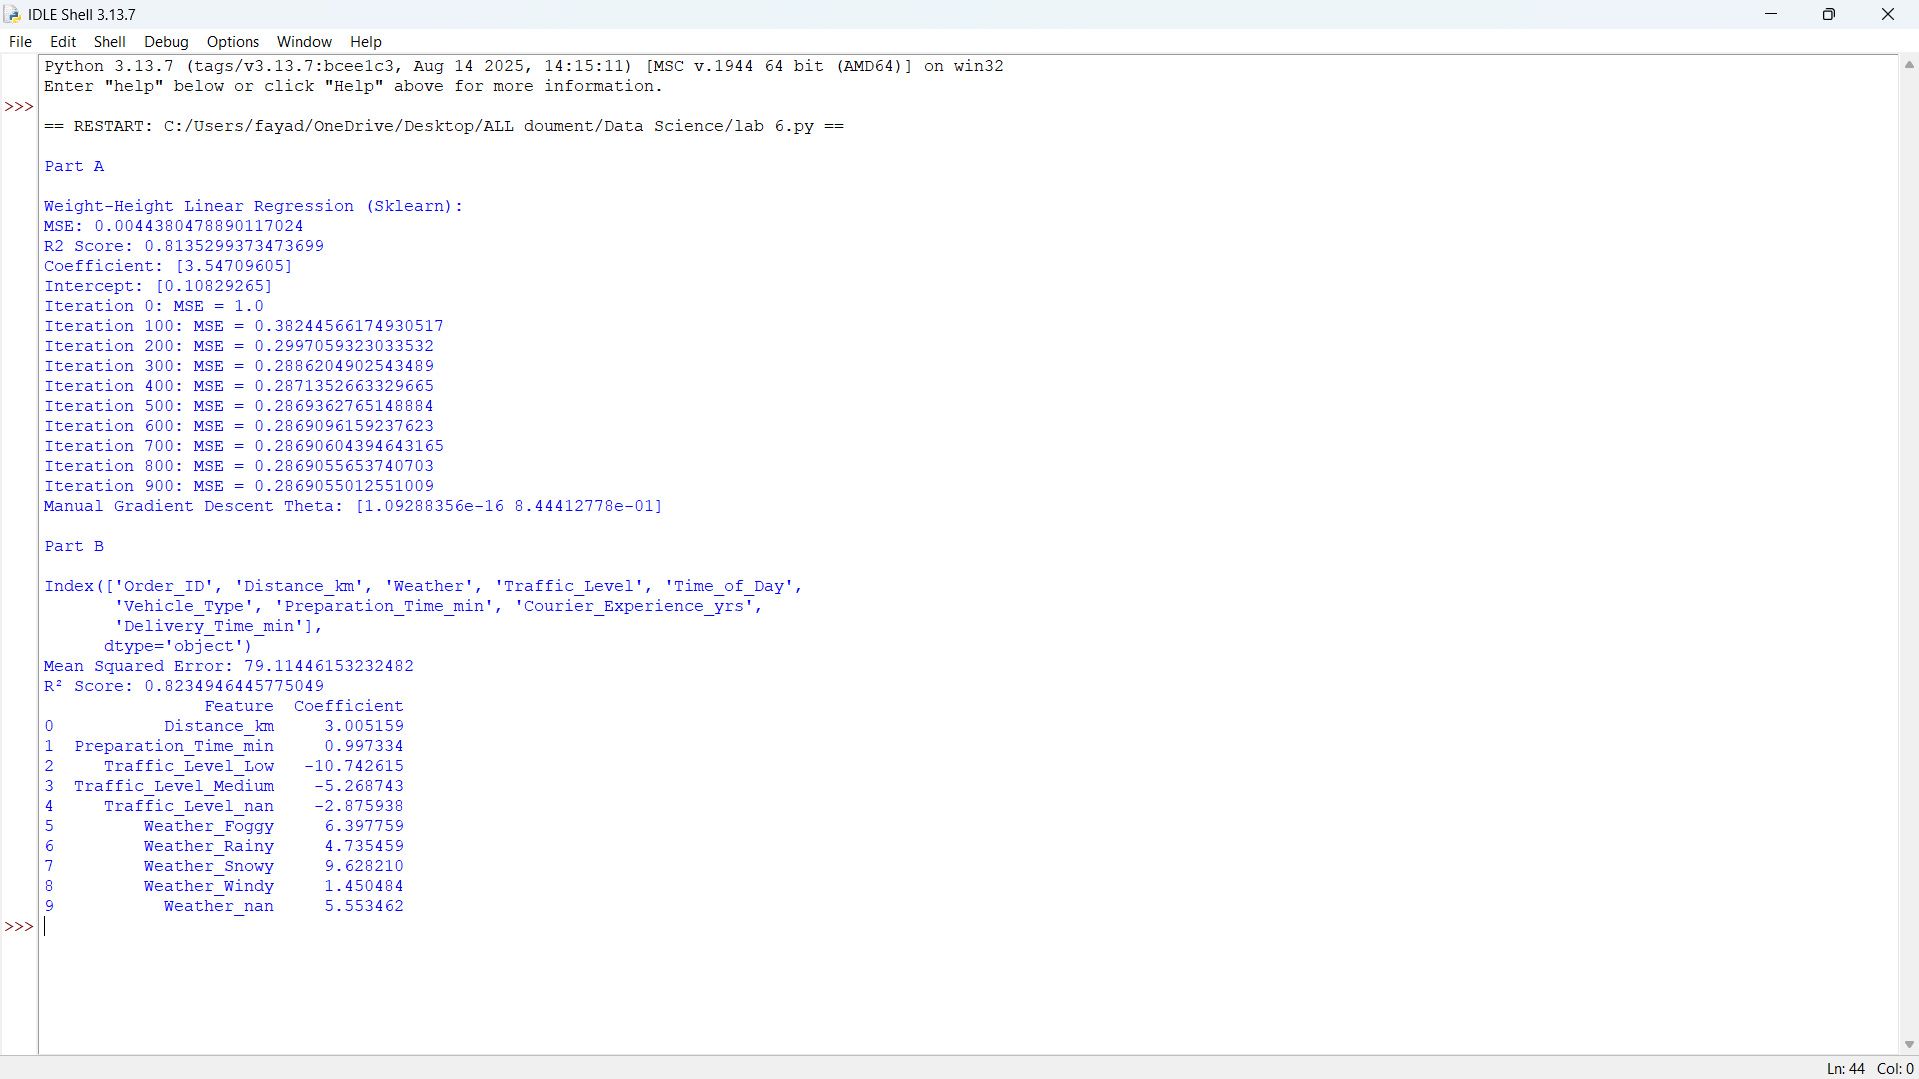 IDLE Shell 3.13.7
File Edit Shell Debug Options Window Help
Python 3.13.7 (tags/v3.13.7:bcee1c3, Aug 14 2025, 14:15:11) [MSC v.1944 64 bit (AMD64)] on win32
Enter "help" below or click "Help" above for more information.
>>>
== RESTART: C:/Users/fayad/OneDrive/Desktop/ALL doument/Data Science/lab 6.py ==
Part A
Weight-Height Linear Regression (Sklearn):
MSE: 0.0044380478890117024
R2 Score: 0.8135299373473699
Coefficient: [3.54709605]
Intercept: [0.10829265]
Iteration 0: MSE = 1.0
Iteration 100: MSE = 0.38244566174930517
Iteration 200: MSE = 0.2997059323033532
Iteration 300: MSE = 0.2886204902543489
Iteration 400: MSE = 0.2871352663329665
Iteration 500: MSE = 0.2869362765148884
Iteration 600: MSE = 0.2869096159237623
Iteration 700: MSE = 0.28690604394643165
Iteration 800: MSE = 0.2869055653740703
Iteration 900: MSE = 0.2869055012551009
Manual Gradient Descent Theta: [1.09288356e-16 8.44412778e-01]
Part B
Index(['Order_ID', 'Distance_km', 'Weather', 'Traffic_Level', 'Time_of_Day',
       'Vehicle_Type', 'Preparation_Time_min', 'Courier_Experience_yrs',
       'Delivery_Time_min'],
      dtype='object')
Mean Squared Error: 79.11446153232482
R² Score: 0.8234946445775049
                Feature  Coefficient
0           Distance_km     3.005159
1  Preparation_Time_min     0.997334
2     Traffic_Level_Low   -10.742615
3  Traffic_Level_Medium    -5.268743
4     Traffic_Level_nan    -2.875938
5         Weather_Foggy     6.397759
6         Weather_Rainy     4.735459
7         Weather_Snowy     9.628210
8         Weather_Windy     1.450484
9           Weather_nan     5.553462
>>>
Ln: 44 Col: 0